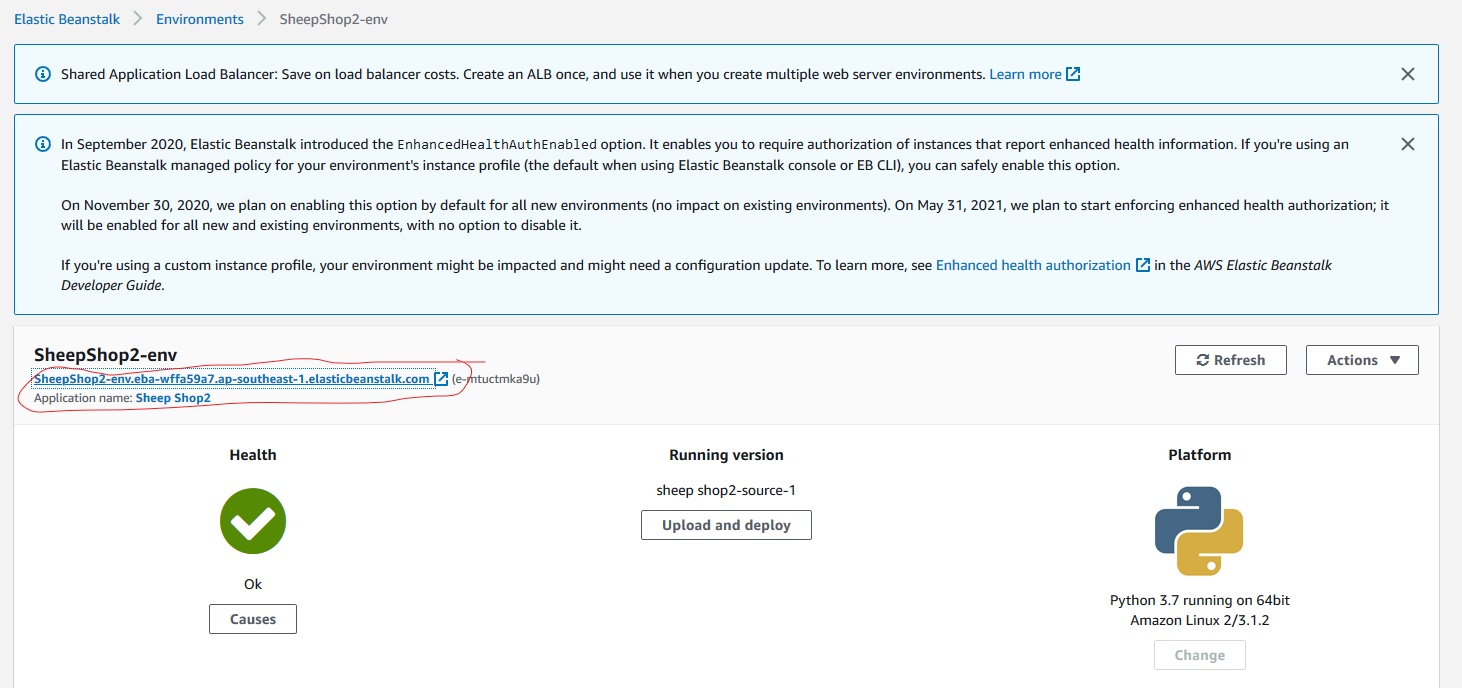 Elastic Beanstalk > Environments > SheepShop2-env
Shared Application Load Balancer: Save on load balancer costs. Create an ALB once, and use it when you create multiple web server environments. Learn more
In September 2020, Elastic Beanstalk introduced the EnhancedHealthAuthEnabled option. It enables you to require authorization of instances that report enhanced health information. If you're using an
Elastic Beanstalk managed policy for your environment's instance profile (the default when using Elastic Beanstalk console or EB CLI), you can safely enable this option.
On November 30, 2020, we plan on enabling this option by default for all new environments (no impact on existing environments). On May 31, 2021, we plan to start enforcing enhanced health authorization; it
will be enabled for all new and existing environments, with no option to disable it.
If you're using a custom instance profile, your environment might be impacted and might need a configuration update. To learn more, see Enhanced health authorization in the AWS Elastic Beanstalk
Developer Guide.
SheepShop2-env
Refresh
Actions
SheepShop2-env.eba-wffa59a7.ap-southeast-1.elasticbeanstalk.com (e-mtuctmka9u)
Application name: Sheep Shop2
Health
Running version
Platform
sheep shop2-source-1
Upload and deploy
Ok
Causes
Python 3.7 running on 64bit
Amazon Linux 2/3.1.2
Change